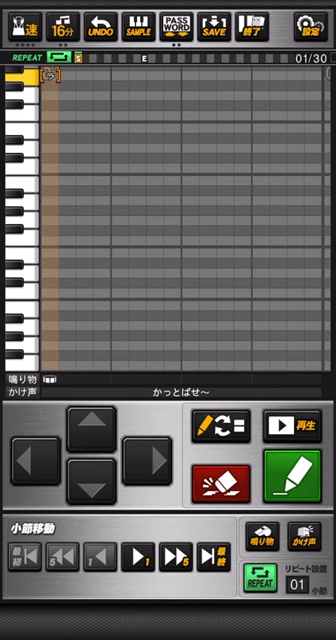 速 16分 UNDO SAMPLE PASS WORD SAVE 終了 設定
REPEAT S E 01/30
鳴り物
かけ声 かっとばせ～
再生
小節移動
最初 5 1 1 5 最終
鳴り物 かけ声
REPEAT リピート設置 01 小節